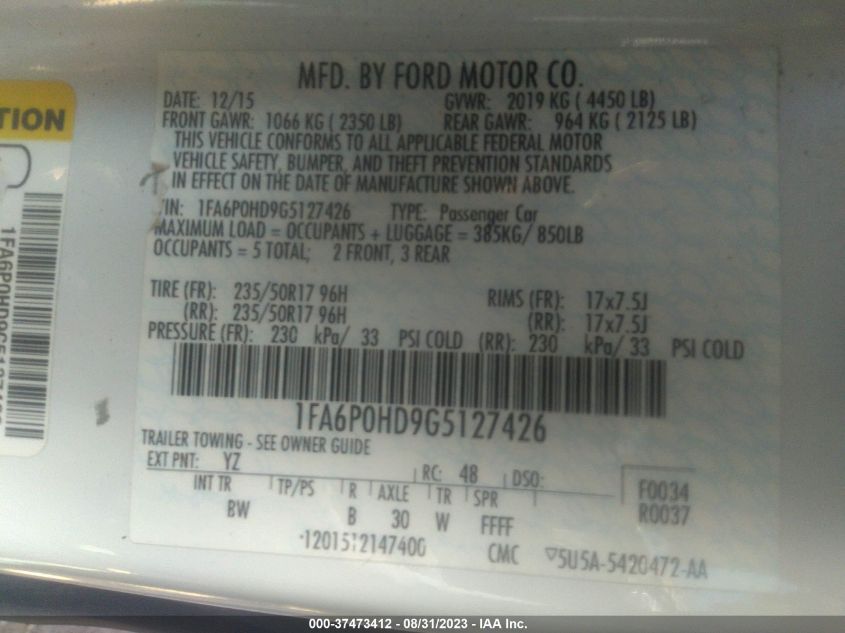 TION
1FA6P0HD9G5127426
MFD. BY FORD MOTOR CO.
DATE: 12/15 GVWR: 2019 KG ( 4450 LB)
FRONT GAWR: 1066 KG ( 2350 LB) REAR GAWR: 964 KG ( 2125 LB)
THIS VEHICLE CONFORMS TO ALL APPLICABLE FEDERAL MOTOR
VEHICLE SAFETY, BUMPER, AND THEFT PREVENTION STANDARDS
IN EFFECT ON THE DATE OF MANUFACTURE SHOWN ABOVE.
VIN: 1FA6P0HD9G5127426 TYPE: Passenger Car
MAXIMUM LOAD = OCCUPANTS + LUGGAGE = 385KG/ 850LB
OCCUPANTS = 5 TOTAL; 2 FRONT, 3 REAR
TIRE (FR): 235/50R17 96H RIMS (FR): 17x7.5J
(RR): 235/50R17 96H (RR): 17x7.5J
PRESSURE (FR): 230 kPa/ 33 PSI COLD (RR): 230 kPa/ 33 PSI COLD
1FA6P0HD9G5127426
TRAILER TOWING - SEE OWNER GUIDE
EXT PNT: YZ RC: 48 DSO:
INT TR TP/PS R AXLE TR SPR F0034
BW B 30 W FFFF R0037
1201512147400 CMC ▽5U5A-5420472-AA
000-37473412 - 08/31/2023 - IAA Inc.